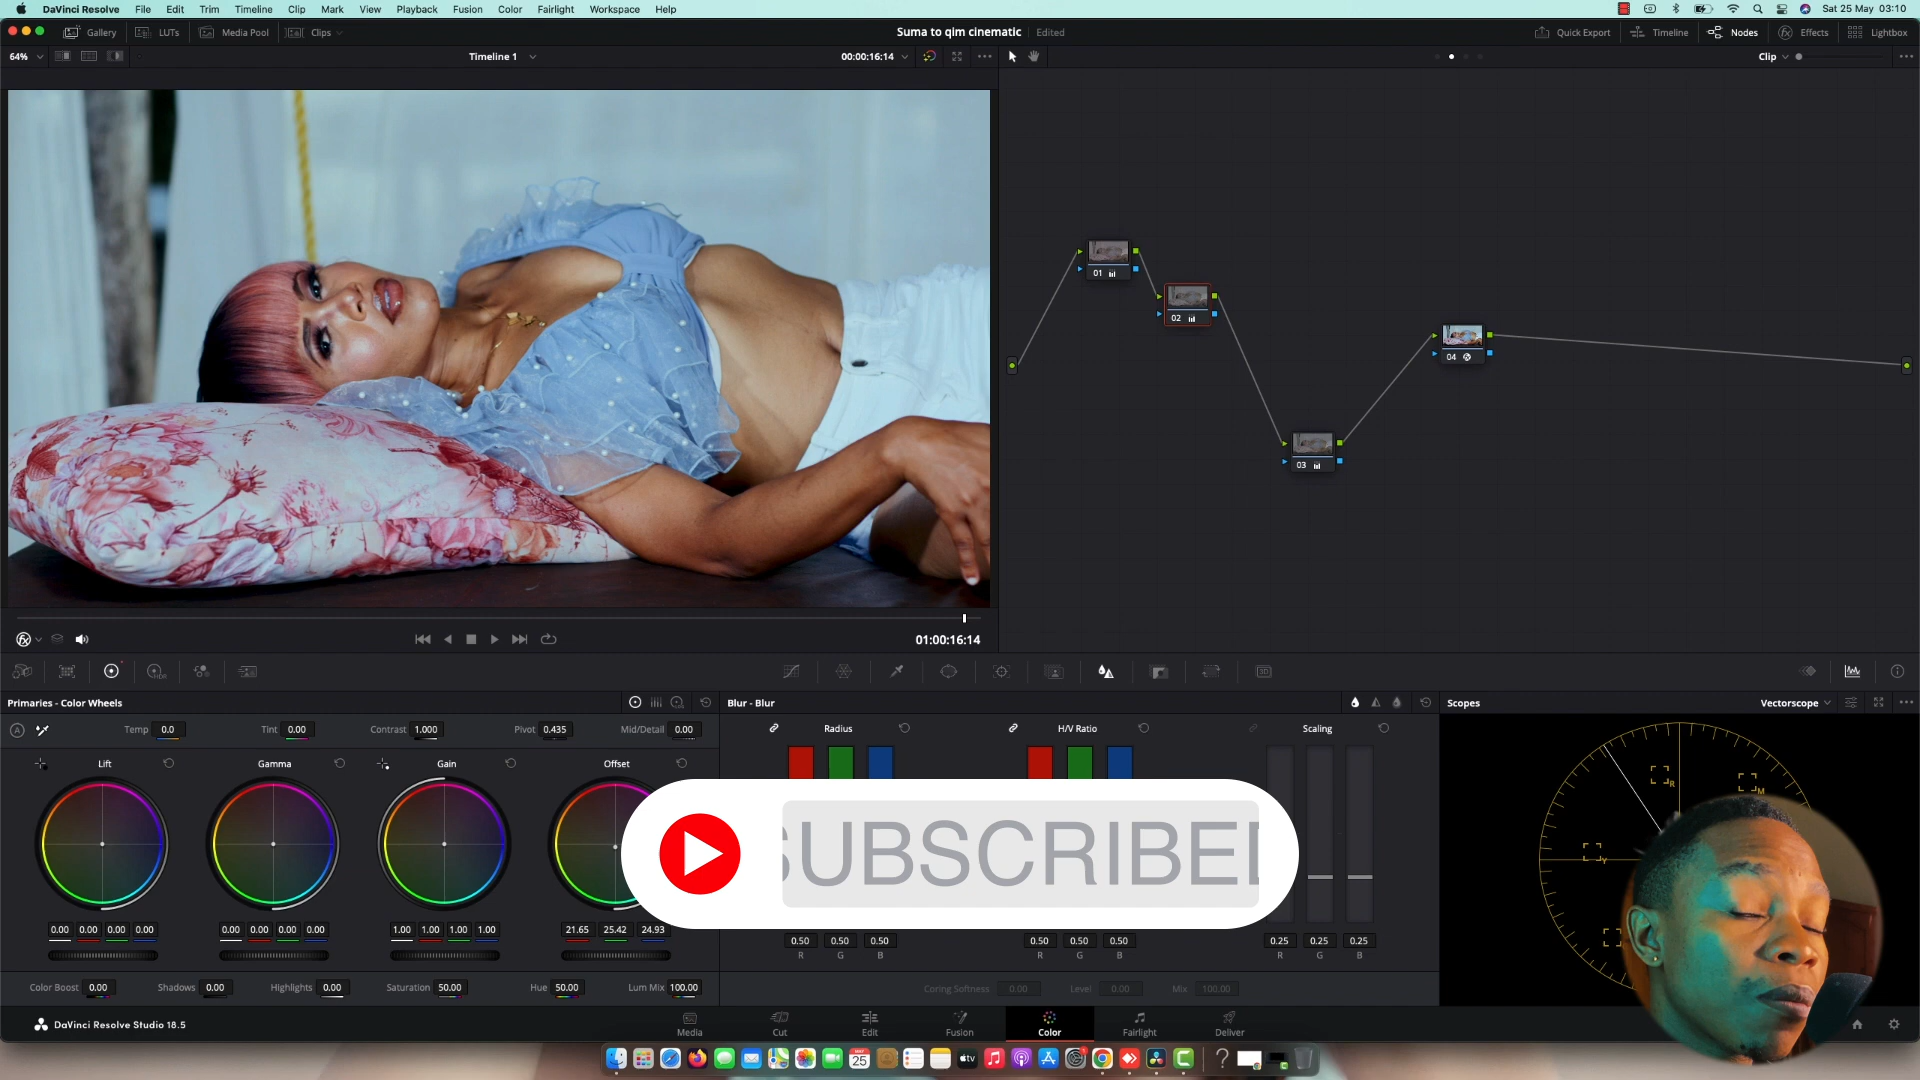 DaVinci Resolve File Edit Trim Timeline Clip Mark View Playback Fusion Color Fairlight Workspace Help Sat 25 May 03:10
Gallery LUTs Media Pool Clips Suma to qim cinematic Edited Quick Export Timeline Nodes Effects Lightbox
64% Timeline 1 00:00:16:14 Clip
01
02
04
03
01:00:16:14
HDR
3D
Primaries - Color Wheels Blur - Blur Scopes Vectorscope
A Temp 0.0 Tint 0.00 Contrast 1.000 Pivot 0.435 Mid/Detail 0.00 Radius H/V Ratio Scaling
Lift Gamma Gain Offset
R M
Y
SUBSCRIBED
0.00 0.00 0.00 0.00 0.00 0.00 0.00 0.00 1.00 1.00 1.00 1.00 21.65 25.42 24.93
0.50 0.50 0.50 0.50 0.50 0.50 0.25 0.25 0.25
R G B R G B R G B
Color Boost 0.00 Shadows 0.00 Highlights 0.00 Saturation 50.00 Hue 50.00 Lum Mix 100.00 Coring Softness 0.00 Level 0.00 Mix 100.00
DaVinci Resolve Studio 18.5 Media Cut Edit Fusion Color Fairlight Deliver
25 tv